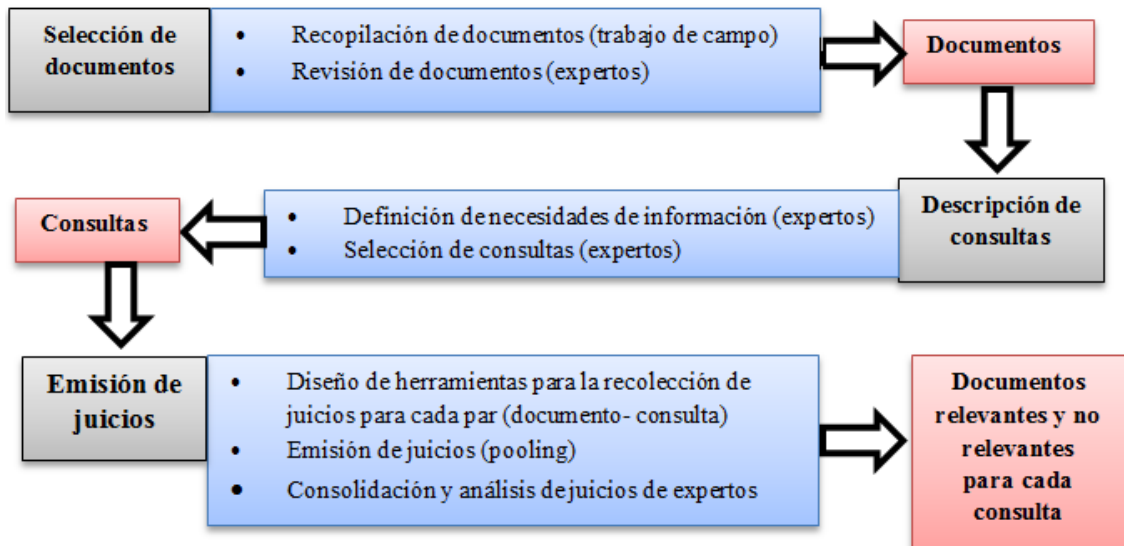 Selección de
documentos
• Recopilación de documentos (trabajo de campo)
• Revisión de documentos (expertos)
Documentos
Descripción de
consultas
• Definición de necesidades de información (expertos)
• Selección de consultas (expertos)
Consultas
Emisión de
juicios
• Diseño de herramientas para la recolección de
juicios para cada par (documento- consulta)
• Emisión de juicios (pooling)
• Consolidación y análisis de juicios de expertos
Documentos
relevantes y no
relevantes
para cada
consulta